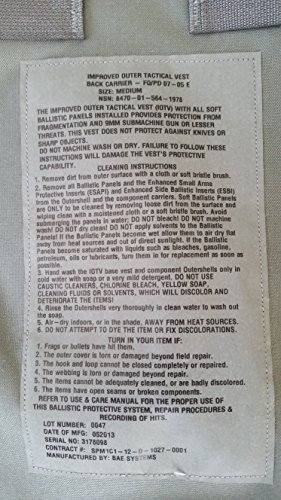 IMPROVED OUTER TACTICAL VEST
BACK CARRIER - FQ/PD 07-05 E
SIZE: MEDIUM
NSN: 8470-01-564-1978
THE IMPROVED OUTER TACTICAL VEST (IOTV) WITH ALL SOFT
BALLISTIC PANELS INSTALLED PROVIDES PROTECTION FROM
FRAGMENTATION AND 9MM SUBMACHINE GUN OR LESSER
THREATS. THIS VEST DOES NOT PROTECT AGAINST KNIVES OR
SHARP OBJECTS.
DO NOT MACHINE WASH OR DRY. FAILURE TO FOLLOW THESE
INSTRUCTIONS WILL DAMAGE THE VEST'S PROTECTIVE
CAPABILITY.
CLEANING INSTRUCTIONS
1. Remove dirt from surface with a cloth or soft bristle brush.
2. Remove all Ballistic Panels and the Enhanced Small Arms
Protective Inserts (ESAPI) and Enhanced Side Ballistic Inserts (ESBI)
from the Outershell and the component carriers. Soft Ballistic Panels
are ONLY to be cleaned by removing loose dirt from the surface and
wiping clean with a moistened cloth or a soft bristle brush. Avoid
submerging the panels in water; DO NOT bleach! DO NOT machine
wash! DO NOT dry clean! DO NOT apply solvents to the Ballistic
Panels! If the Ballistic Panels become wet allow them to air dry flat
away from heat sources and out of direct sunlight. If the Ballistic
Panels become saturated with liquids such as bleaches, gasoline,
petroleum, oils or lubricants, turn them in for replacement as soon as
possible.
3. Hand wash the IOTV base vest and component Outershells only in
cold water with soap or a very mild detergent. DO NOT USE
CAUSTIC CLEANERS, CHLORINE BLEACH, YELLOW SOAP,
CLEANING FLUIDS OR SOLVENTS, WHICH WILL DISCOLOR AND
DETERIORATE THE ITEMS!
4. Rinse the Outershells very thoroughly in clean water to wash out
the soap.
5. Air-dry indoors, or in the shade, AWAY FROM HEAT SOURCES.
6. DO NOT ATTEMPT TO DYE THE ITEM OR FIX DISCOLORATIONS.
TURN IN YOUR ITEM IF:
1. Frags or bullets have hit them.
2. The outer cover is torn or damaged beyond field repair.
3. The hook and loop cannot be closed completely or repaired.
4. The webbing is torn or damaged beyond repair.
5. The items cannot be adequately cleaned, or are badly discolored.
6. The items have open seams or broken components.
REFER TO USE & CARE MANUAL FOR THE PROPER USE OF
THIS BALLISTIC PROTECTIVE SYSTEM, REPAIR PROCEDURES &
RECORDING OF HITS.
LOT NUMBER: 0047
DATE OF MFG: 052013
SERIAL NO: 3176098
CONTRACT #: SPM1C1-12-D-1027-0001
MANUFACTURED BY: BAE SYSTEMS